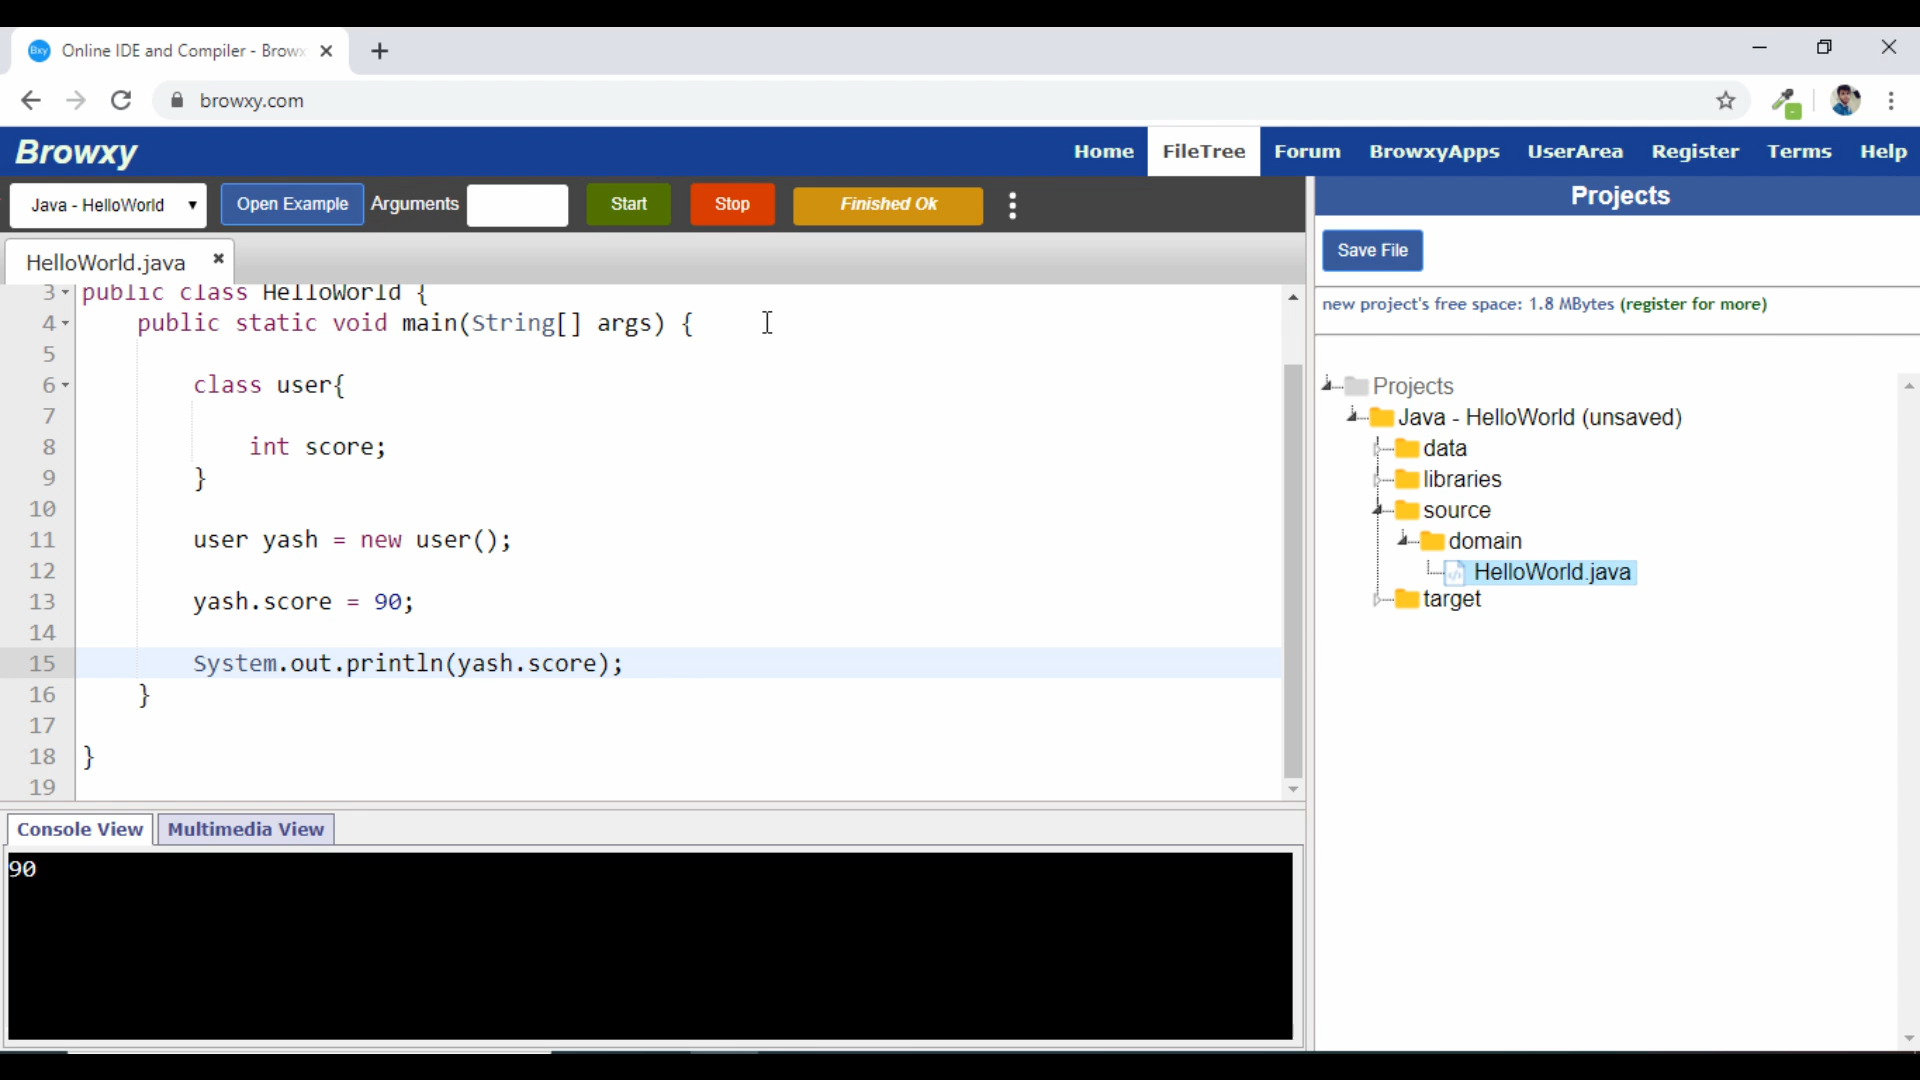 Bxy Online IDE and Compiler - Brow
browxy.com
Browxy
Home FileTree Forum BrowxyApps UserArea Register Terms Help
Java - HelloWorld Open Example Arguments Start Stop Finished Ok
Projects
Save File
new project's free space: 1.8 MBytes (register for more)
HelloWorld.java
3 public class HelloWorld {
4 public static void main(String[] args) {
5
6 class user{
7
8 int score;
9 }
10
11 user yash = new user();
12
13 yash.score = 90;
14
15 System.out.println(yash.score);
16 }
17
18 }
19
Projects
Java - HelloWorld (unsaved)
data
libraries
source
domain
HelloWorld.java
target
Console View Multimedia View
90